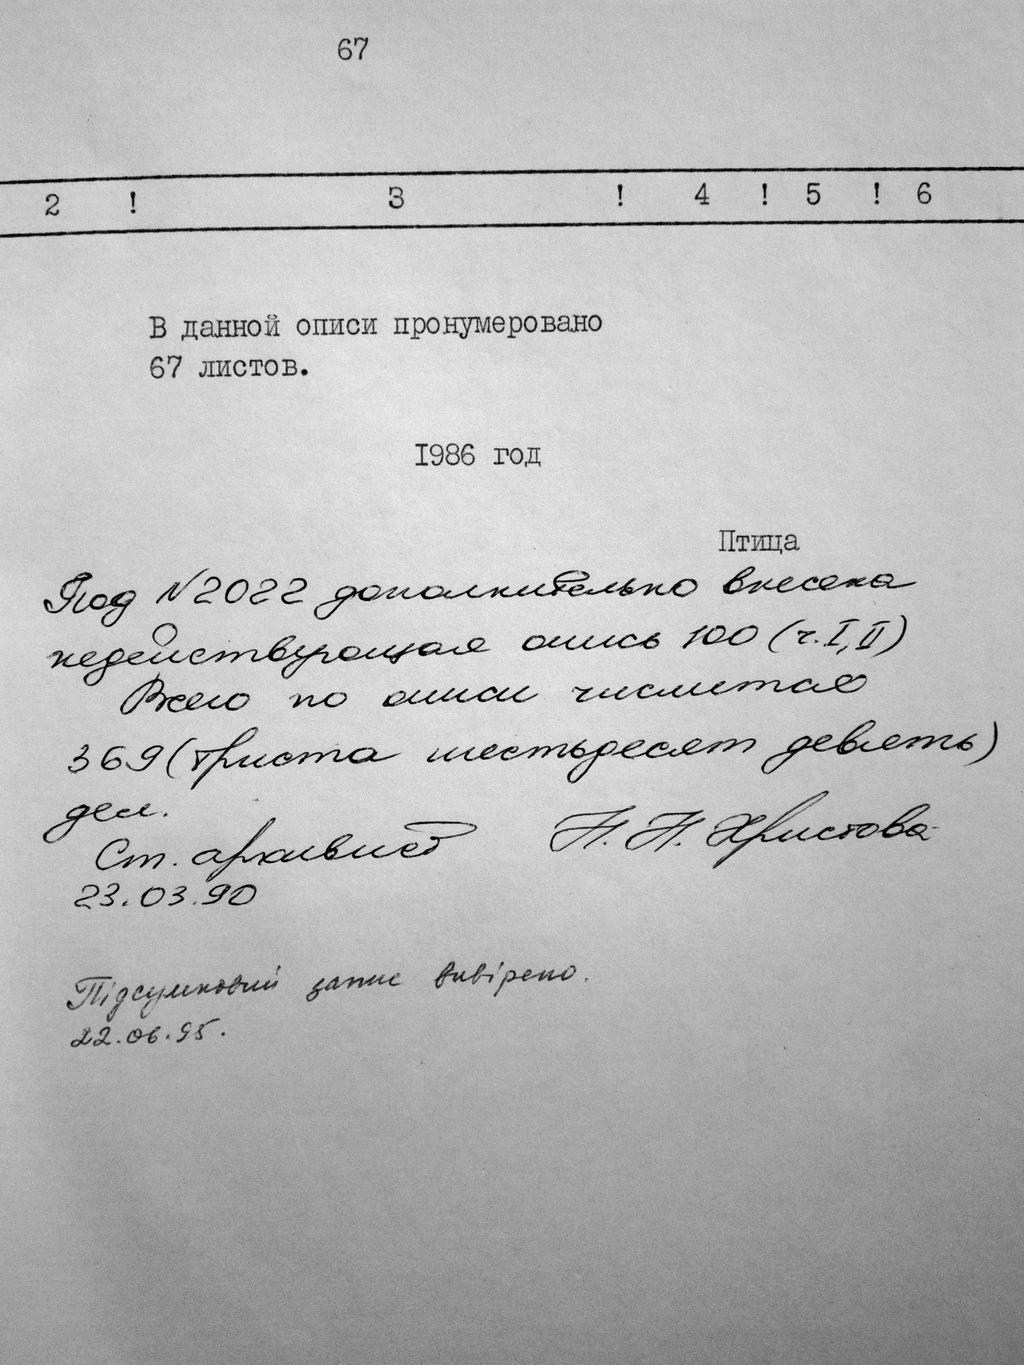 67
2 ! 3 ! 4 ! 5 ! 6
В данной описи пронумеровано
67 листов.
I986 год
Птица
Под №2022 дополнительно внесена
недействующая опись 100 (ч. I, II)
Всего по описи числится
369 (триста шестьдесят девять)
дел.
Ст. архивист Н. Н. Христова
23.03.90
Підсумковий запис вивірено.
22.06.95.